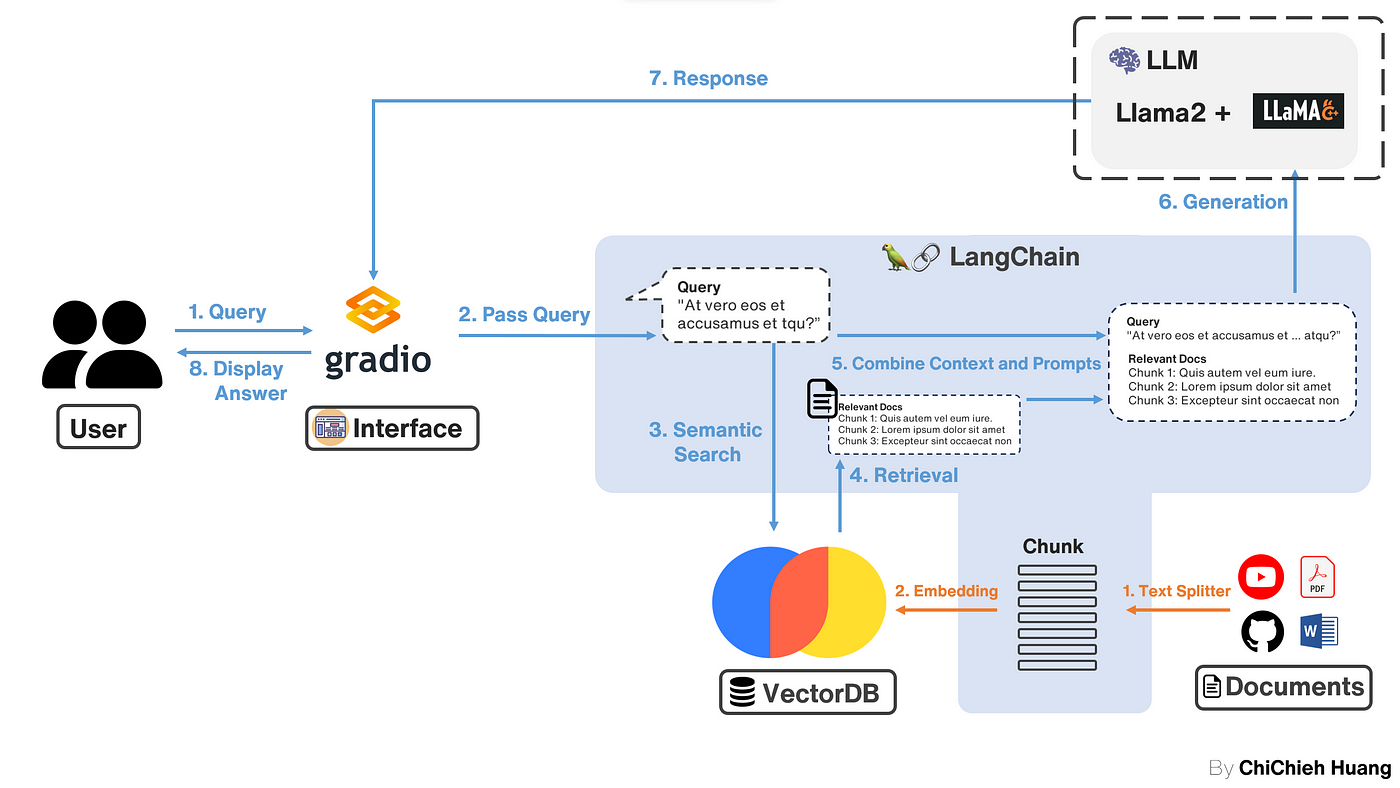 LLM
Llama2 +
LLaMA C++
7. Response
6. Generation
LangChain
Query
"At vero eos et
accusamus et tqu?”
1. Query
2. Pass Query
gradio
8. Display
Answer
User
Interface
5. Combine Context and Prompts
Query
"At vero eos et accusamus et ... atqu?”
Relevant Docs
Chunk 1: Quis autem vel eum iure.
Chunk 2: Lorem ipsum dolor sit amet
Chunk 3: Excepteur sint occaecat non
Relevant Docs
Chunk 1: Quis autem vel eum iure.
Chunk 2: Lorem ipsum dolor sit amet
Chunk 3: Excepteur sint occaecat non
3. Semantic
Search
4. Retrieval
Chunk
2. Embedding
1. Text Splitter
PDF
W
VectorDB
Documents
By ChiChieh Huang